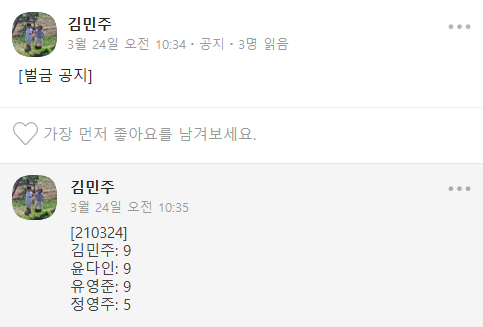 김민주
3월 24일 오전 10:34 · 공지 · 3명 읽음
[벌금 공지]
가장 먼저 좋아요를 남겨보세요.
김민주
3월 24일 오전 10:35
[210324]
김민주: 9
윤다인: 9
유영준: 9
정영주: 5